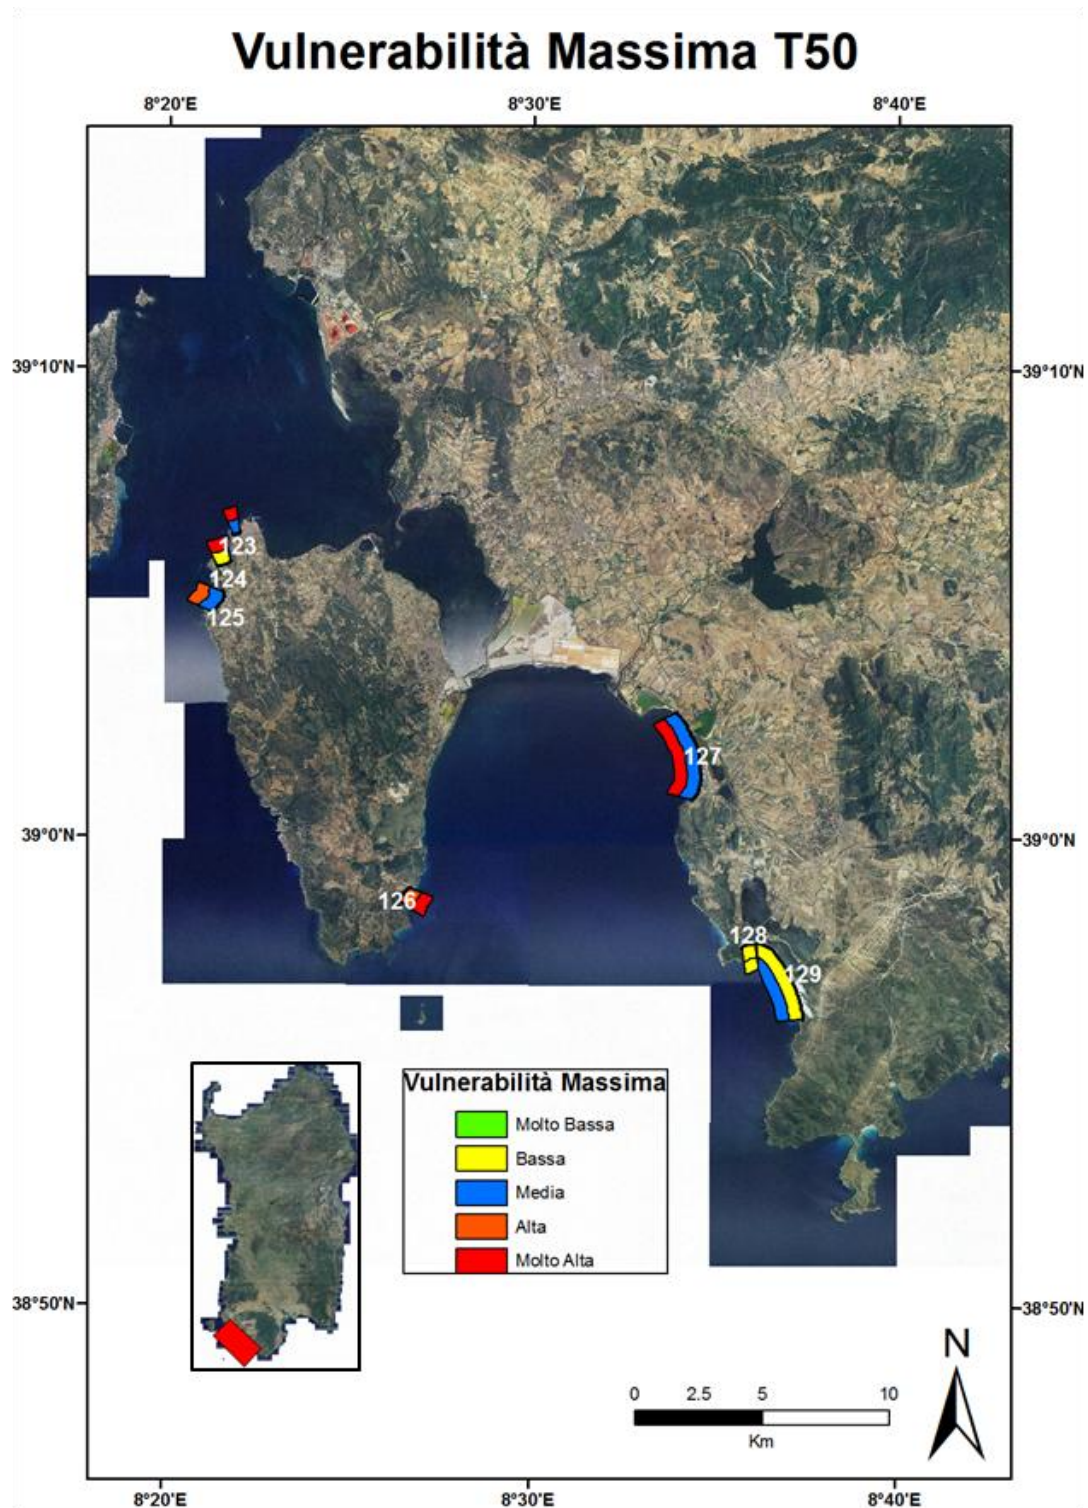 Vulnerabilità Massima T50
8°20'E 8°30'E 8°40'E
39°10'N 39°10'N
123
124
125
127
39°0'N 39°0'N
126
128
129
Vulnerabilità Massima
Molto Bassa
Bassa
Media
Alta
Molto Alta
38°50'N 38°50'N
N
0 2.5 5 10
Km
8°20'E 8°30'E 8°40'E